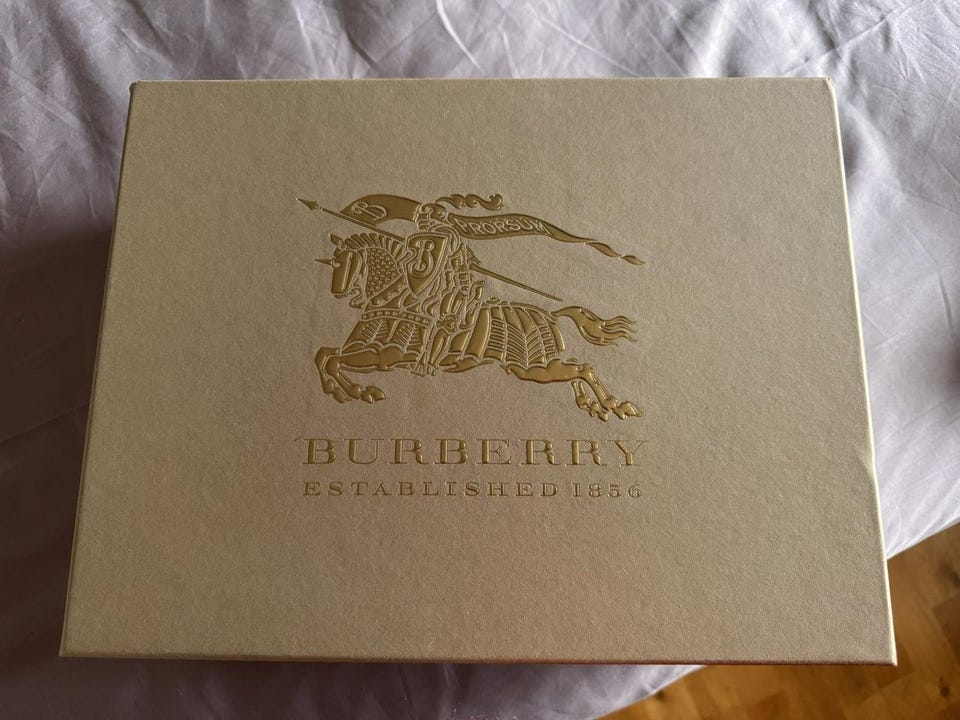 B
PRORSUM
B
BURBERRY
ESTABLISHED 1856